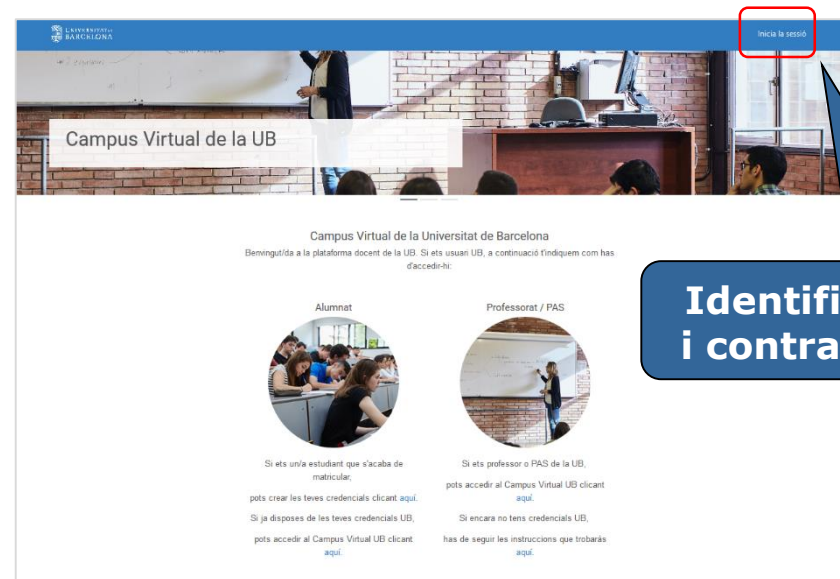 UNIVERSITAT DE
BARCELONA
Inicia la sessió
Campus Virtual de la UB
Campus Virtual de la Universitat de Barcelona
Benvingut/da a la plataforma docent de la UB. Si ets usuari UB, a continuació t'indiquem com has
d'accedir-hi:
Alumnat
Si ets un/a estudiant que s'acaba de
matricular,
pots crear les teves credencials clicant aquí.
Si ja disposes de les teves credencials UB,
pots accedir al Campus Virtual UB clicant
aquí.
Professorat / PAS
Si ets professor o PAS de la UB,
pots accedir al Campus Virtual UB clicant
aquí.
Si encara no tens credencials UB,
has de seguir les instruccions que trobaràs
aquí.
Identifi
i contra